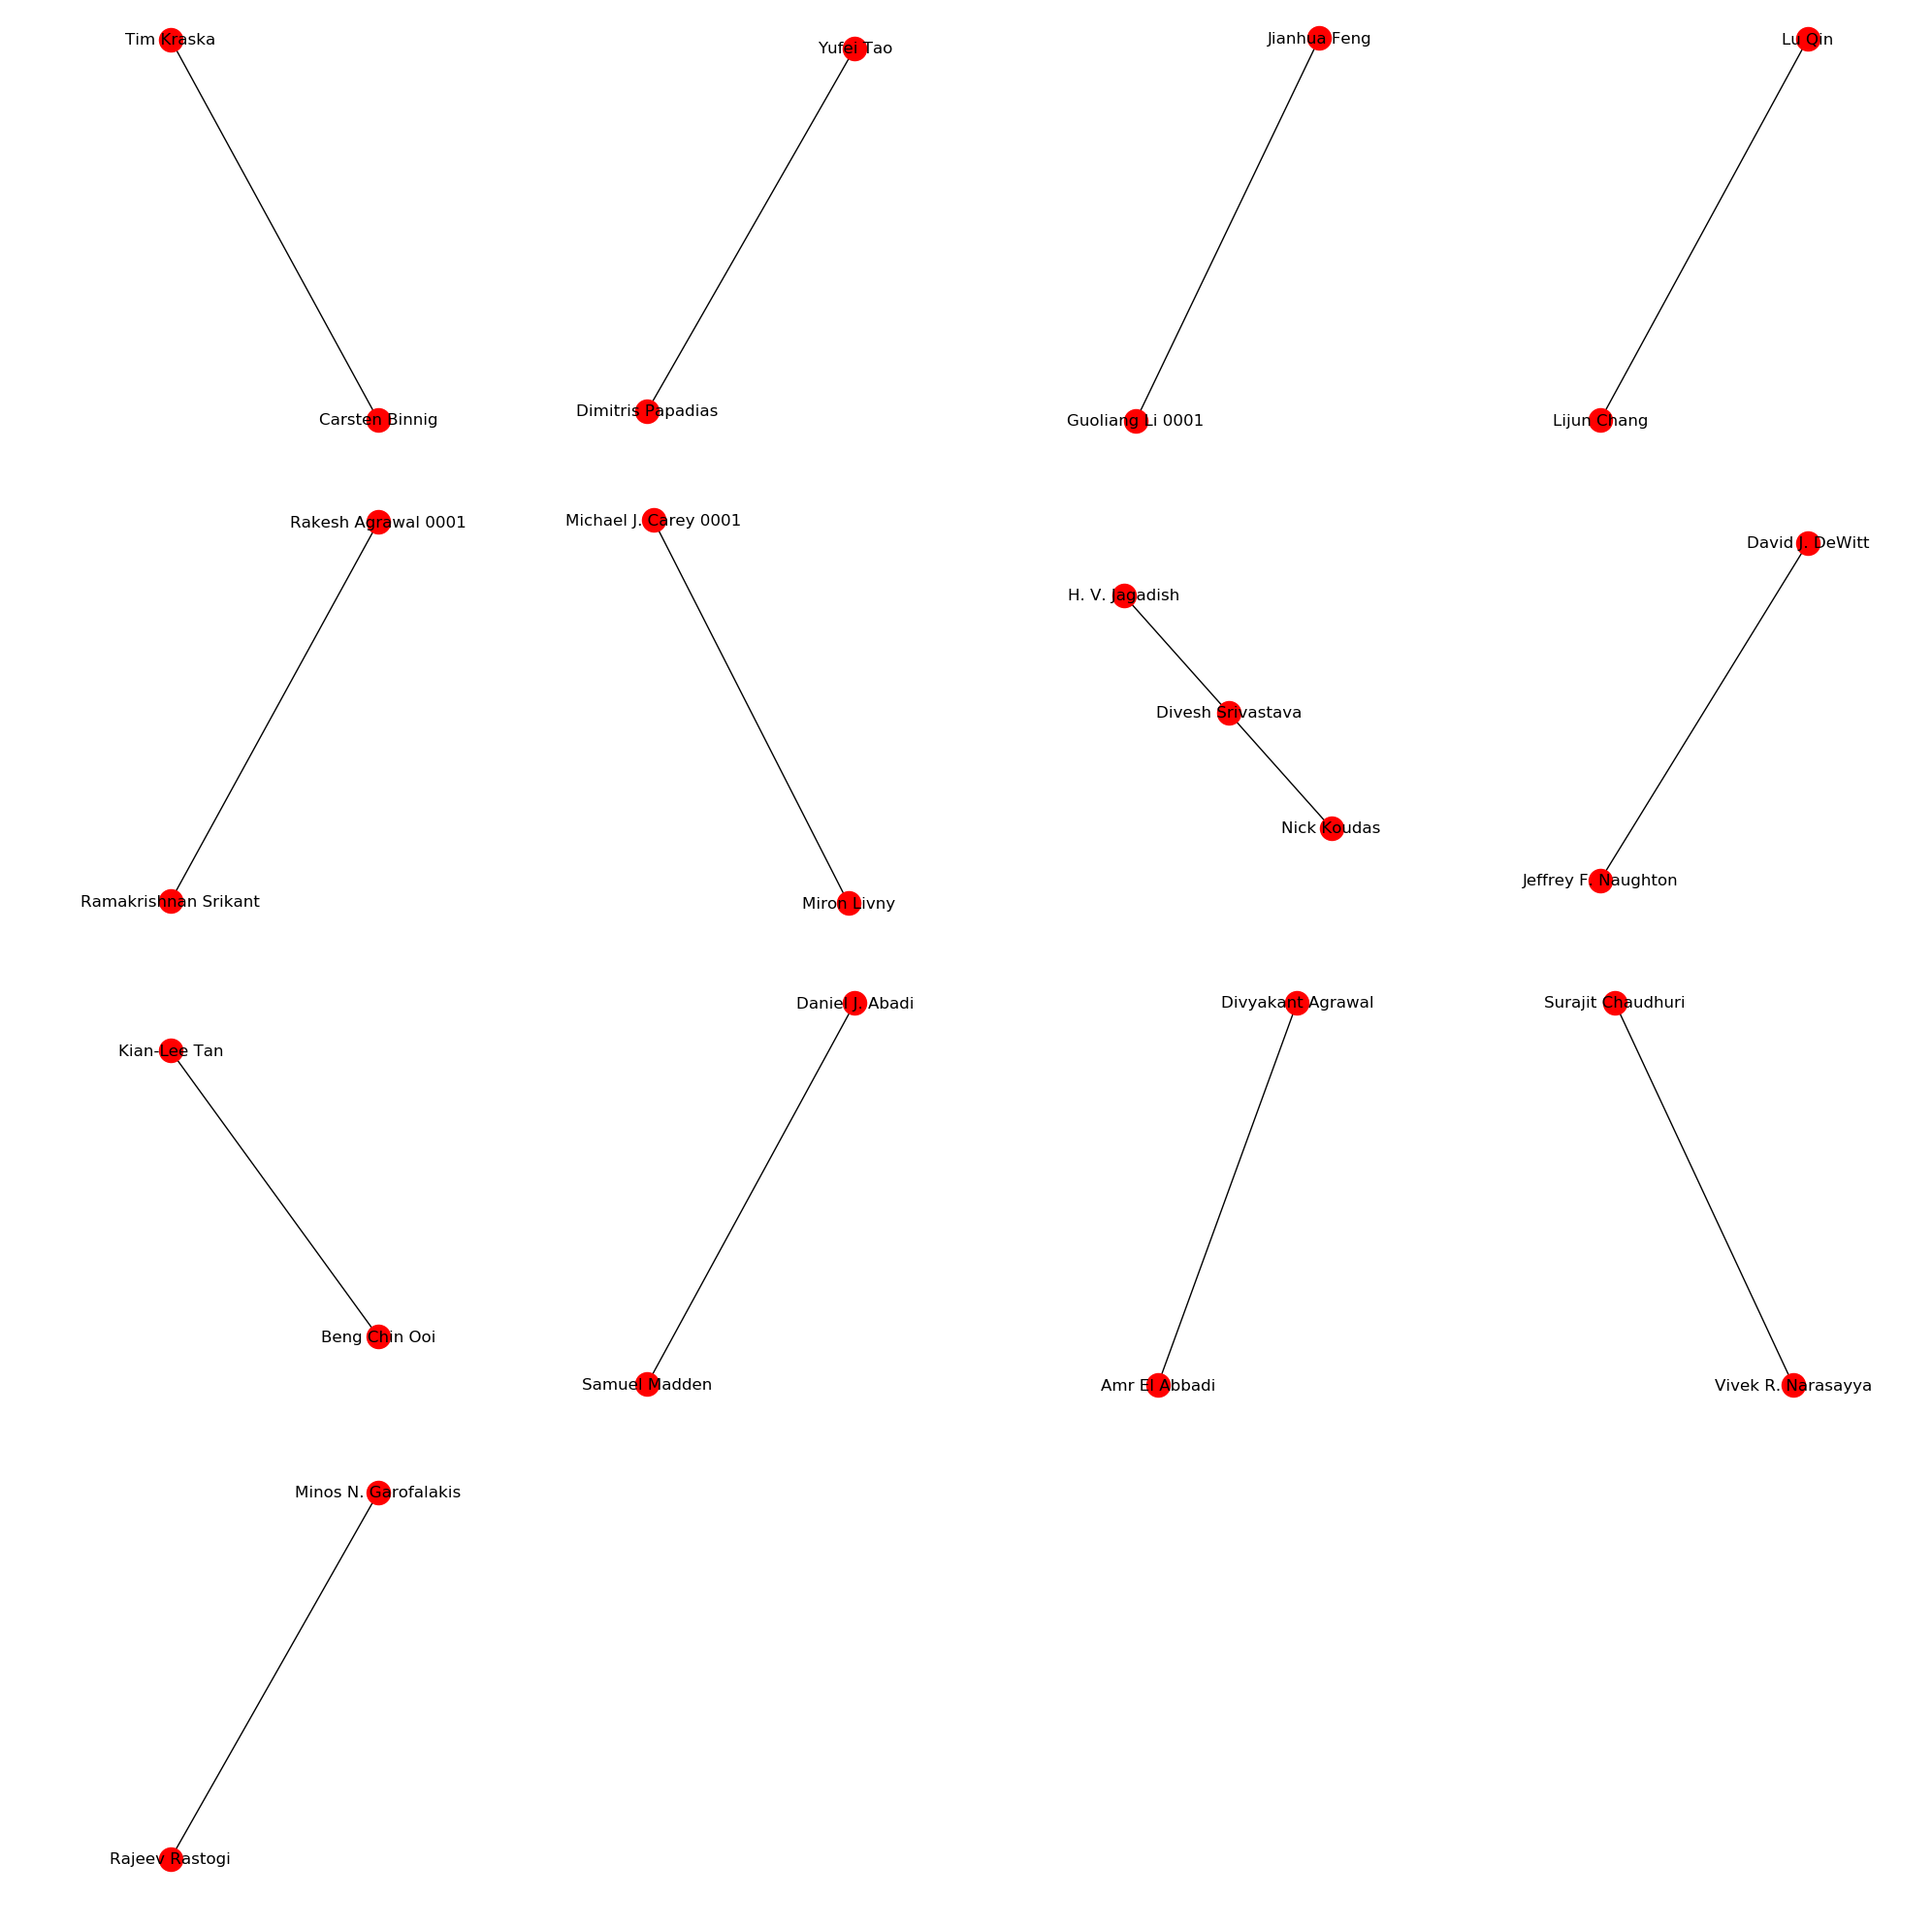 Tim Kraska
Carsten Binnig
Yufei Tao
Dimitris Papadias
Jianhua Feng
Guoliang Li 0001
Lu Qin
Lijun Chang
Rakesh Agrawal 0001
Ramakrishnan Srikant
Michael J. Carey 0001
Miron Livny
H. V. Jagadish
Divesh Srivastava
Nick Koudas
David J. DeWitt
Jeffrey F. Naughton
Kian-Lee Tan
Beng Chin Ooi
Daniel J. Abadi
Samuel Madden
Divyakant Agrawal
Amr El Abbadi
Surajit Chaudhuri
Vivek R. Narasayya
Minos N. Garofalakis
Rajeev Rastogi